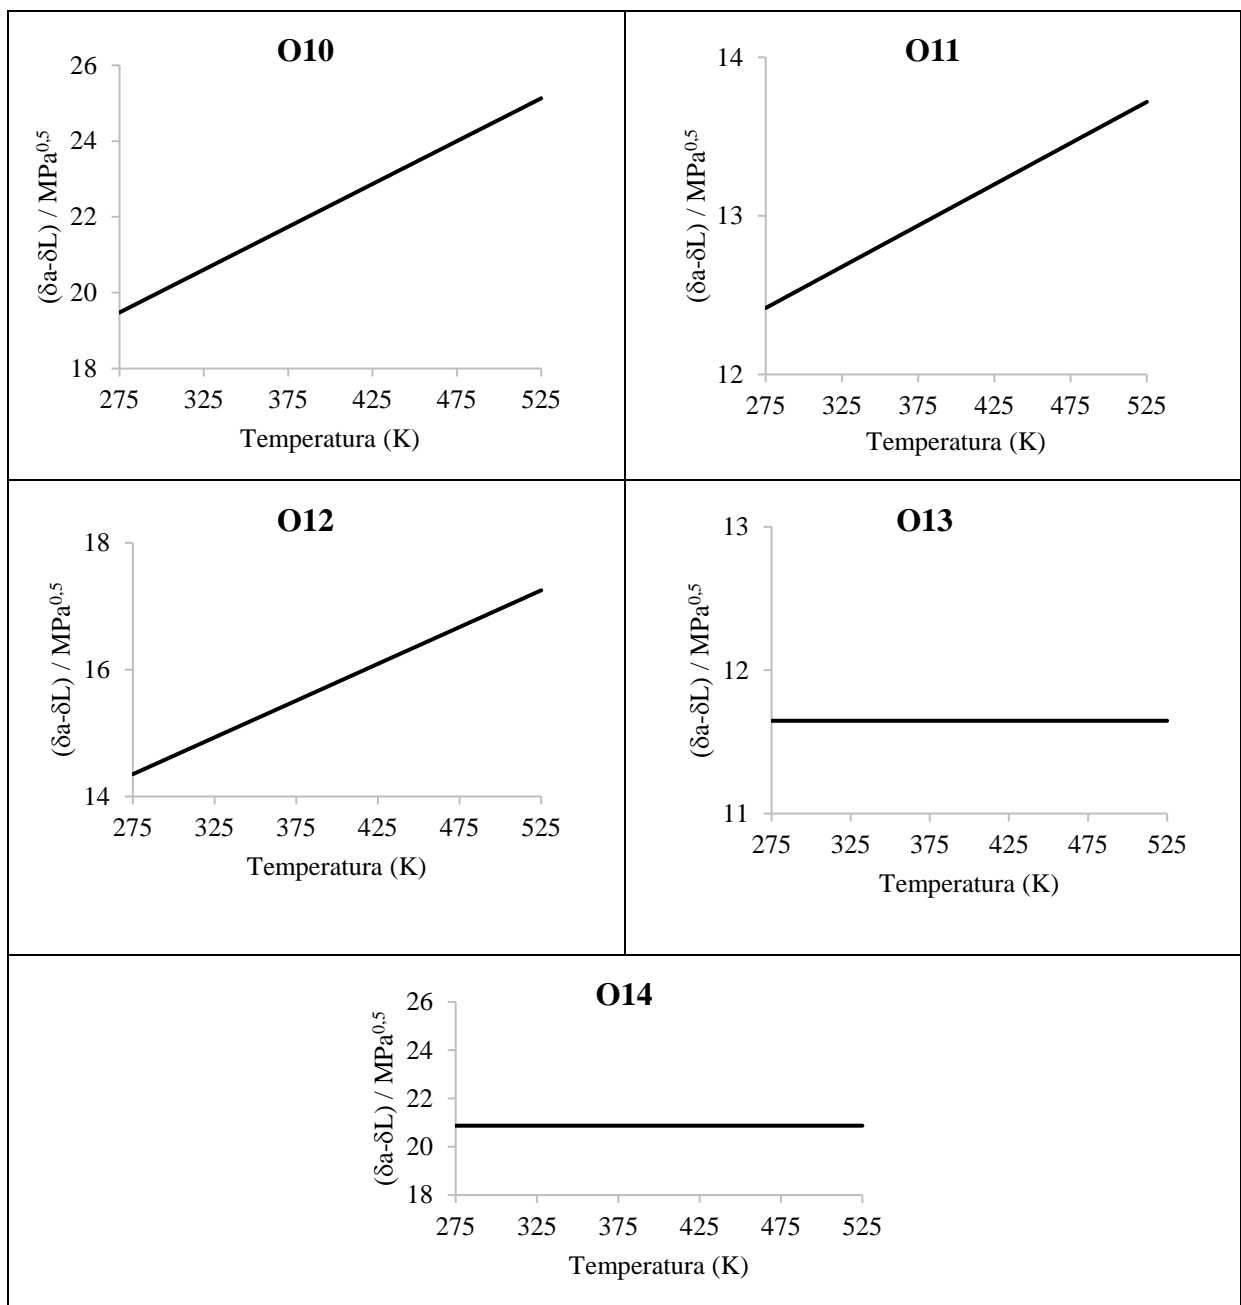 O10
26
24
22
20
18
(δa-δL) / MPa0,5
275 325 375 425 475 525
Temperatura (K)
O11
14
13
12
(δa-δL) / MPa0,5
275 325 375 425 475 525
Temperatura (K)
O12
18
16
14
(δa-δL) / MPa0,5
275 325 375 425 475 525
Temperatura (K)
O13
13
12
11
(δa-δL) / MPa0,5
275 325 375 425 475 525
Temperatura (K)
O14
26
24
22
20
18
(δa-δL) / MPa0,5
275 325 375 425 475 525
Temperatura (K)